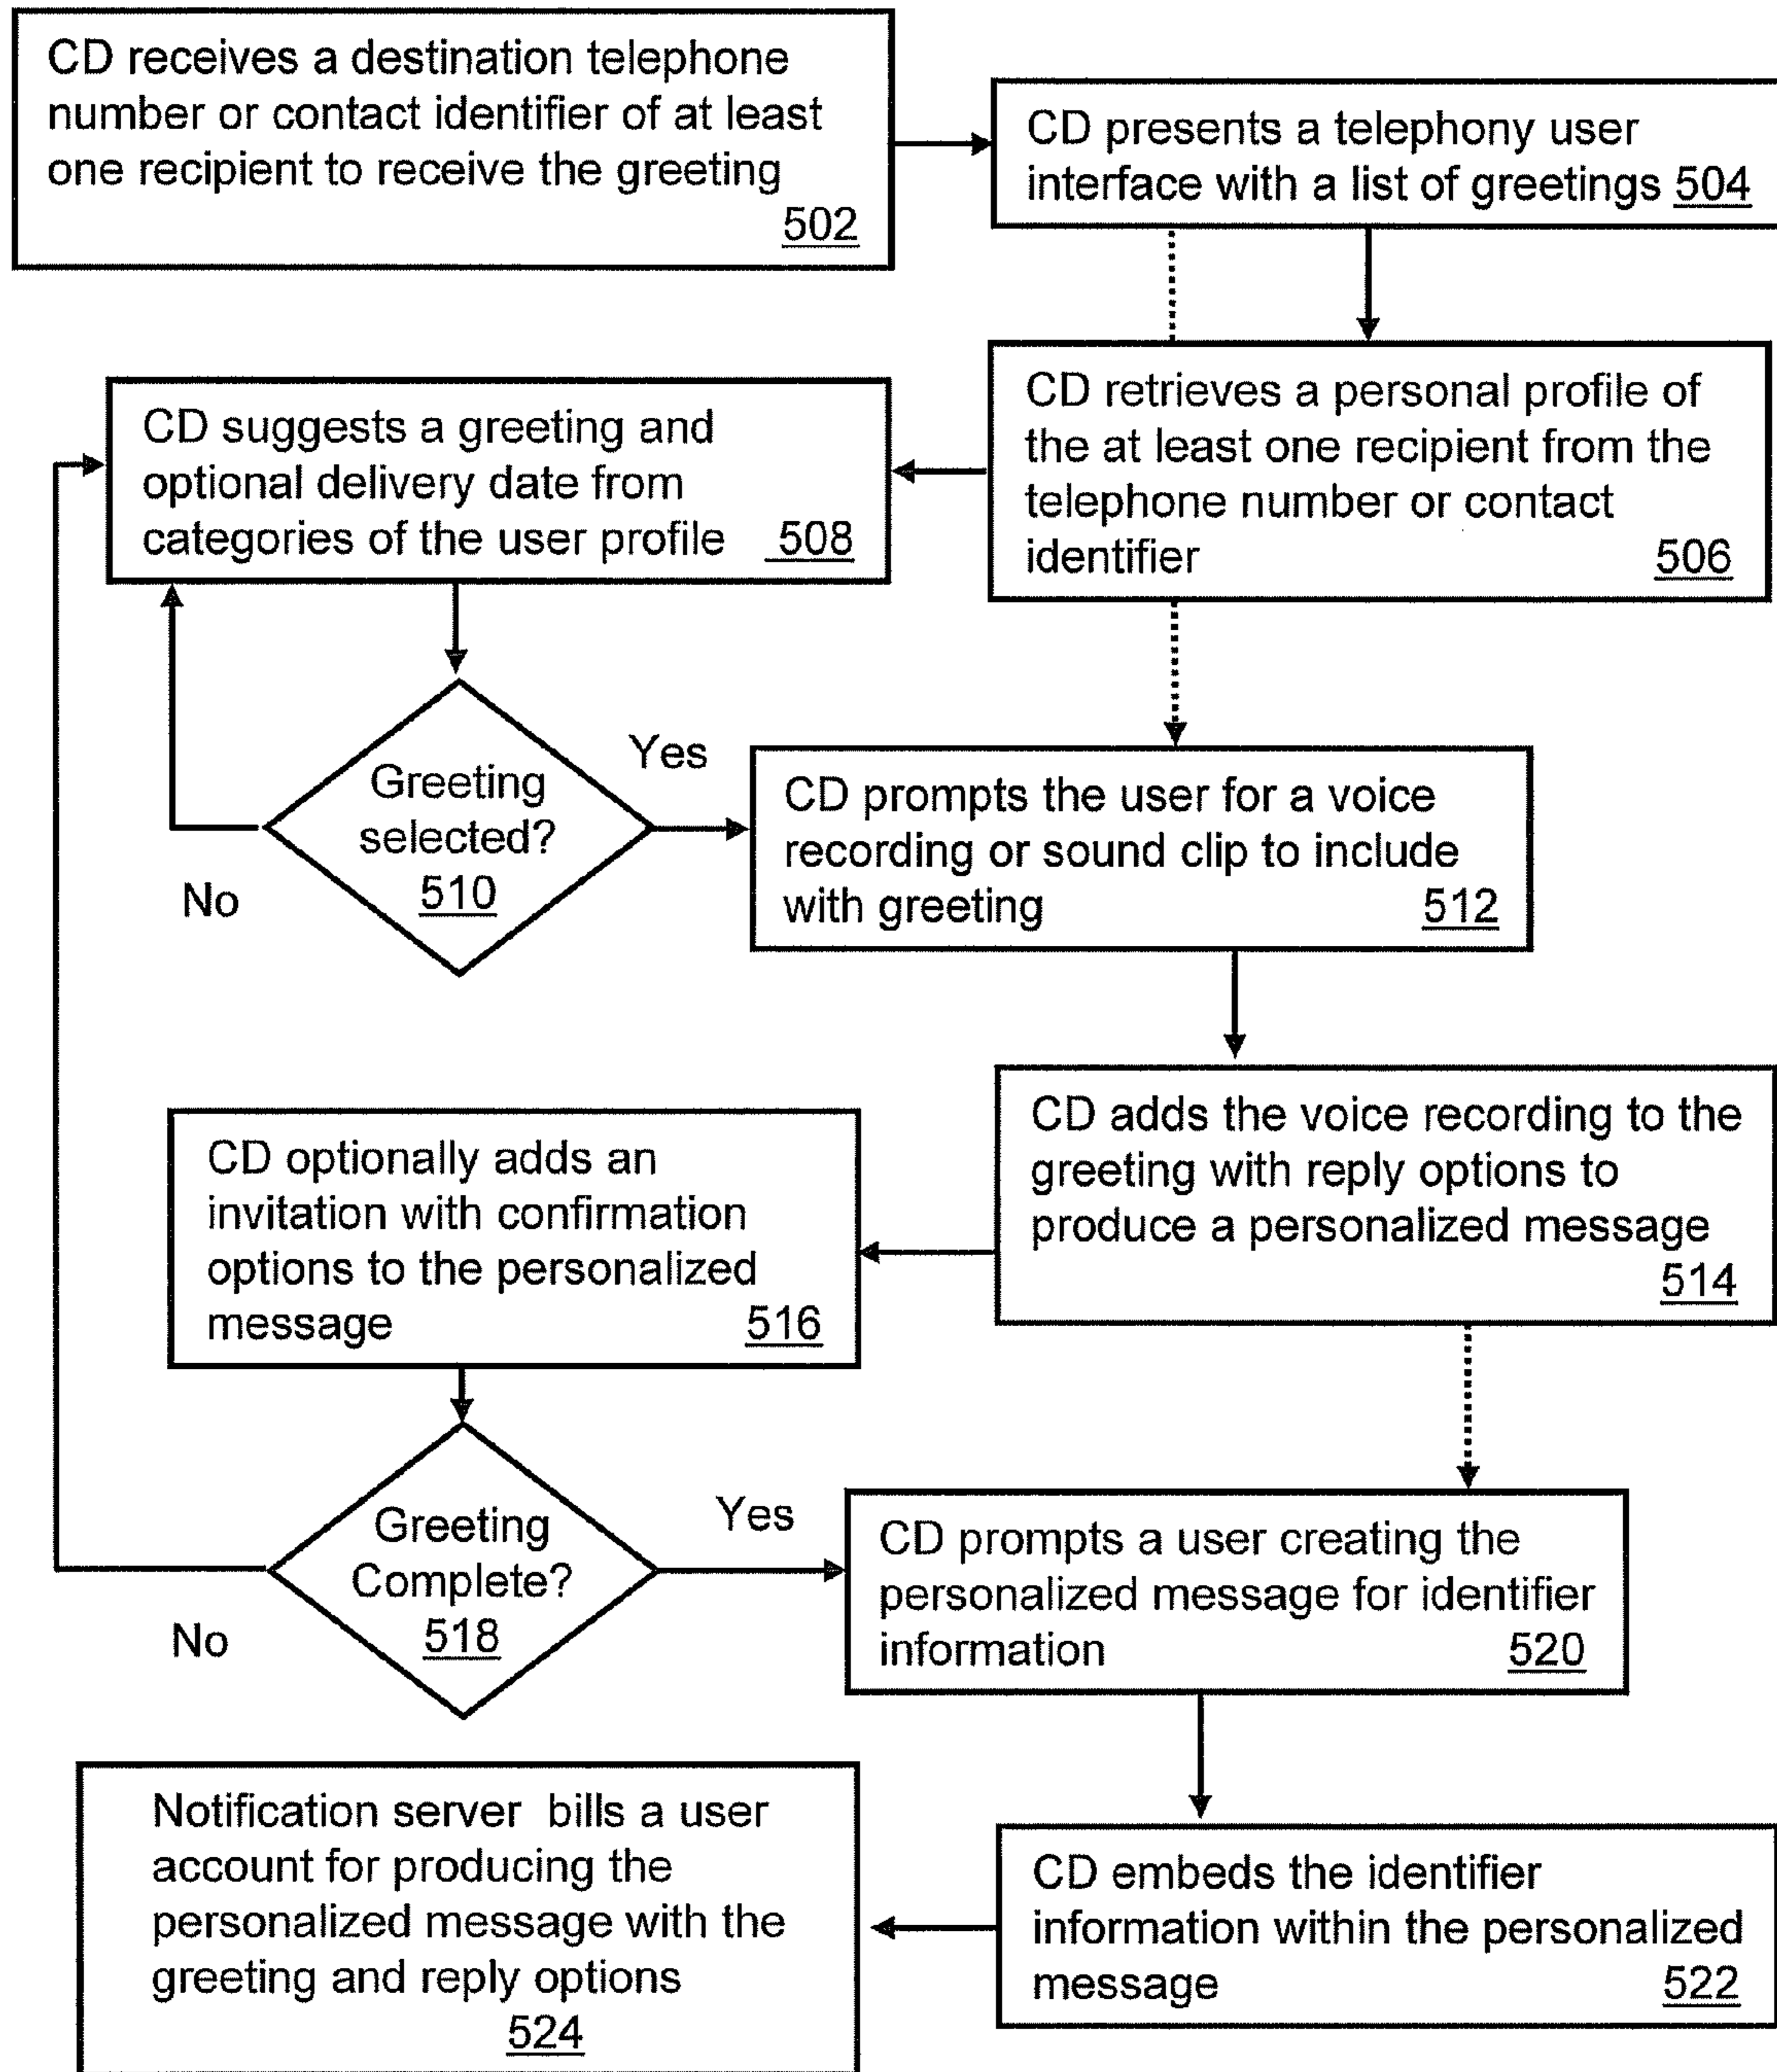 CD receives a destination telephone
number or contact identifier of at least
one recipient to receive the greeting
502
CD presents a telephony user
interface with a list of greetings 504
CD retrieves a personal profile of
the at least one recipient from the
telephone number or contact
identifier 506
CD suggests a greeting and
optional delivery date from
categories of the user profile 508
Greeting
selected?
510
Yes
No
CD prompts the user for a voice
recording or sound clip to include
with greeting 512
CD adds the voice recording to the
greeting with reply options to
produce a personalized message
514
CD optionally adds an
invitation with confirmation
options to the personalized
message 516
Greeting
Complete?
518
Yes
No
CD prompts a user creating the
personalized message for identifier
information 520
CD embeds the identifier
information within the personalized
message 522
Notification server bills a user
account for producing the
personalized message with the
greeting and reply options
524